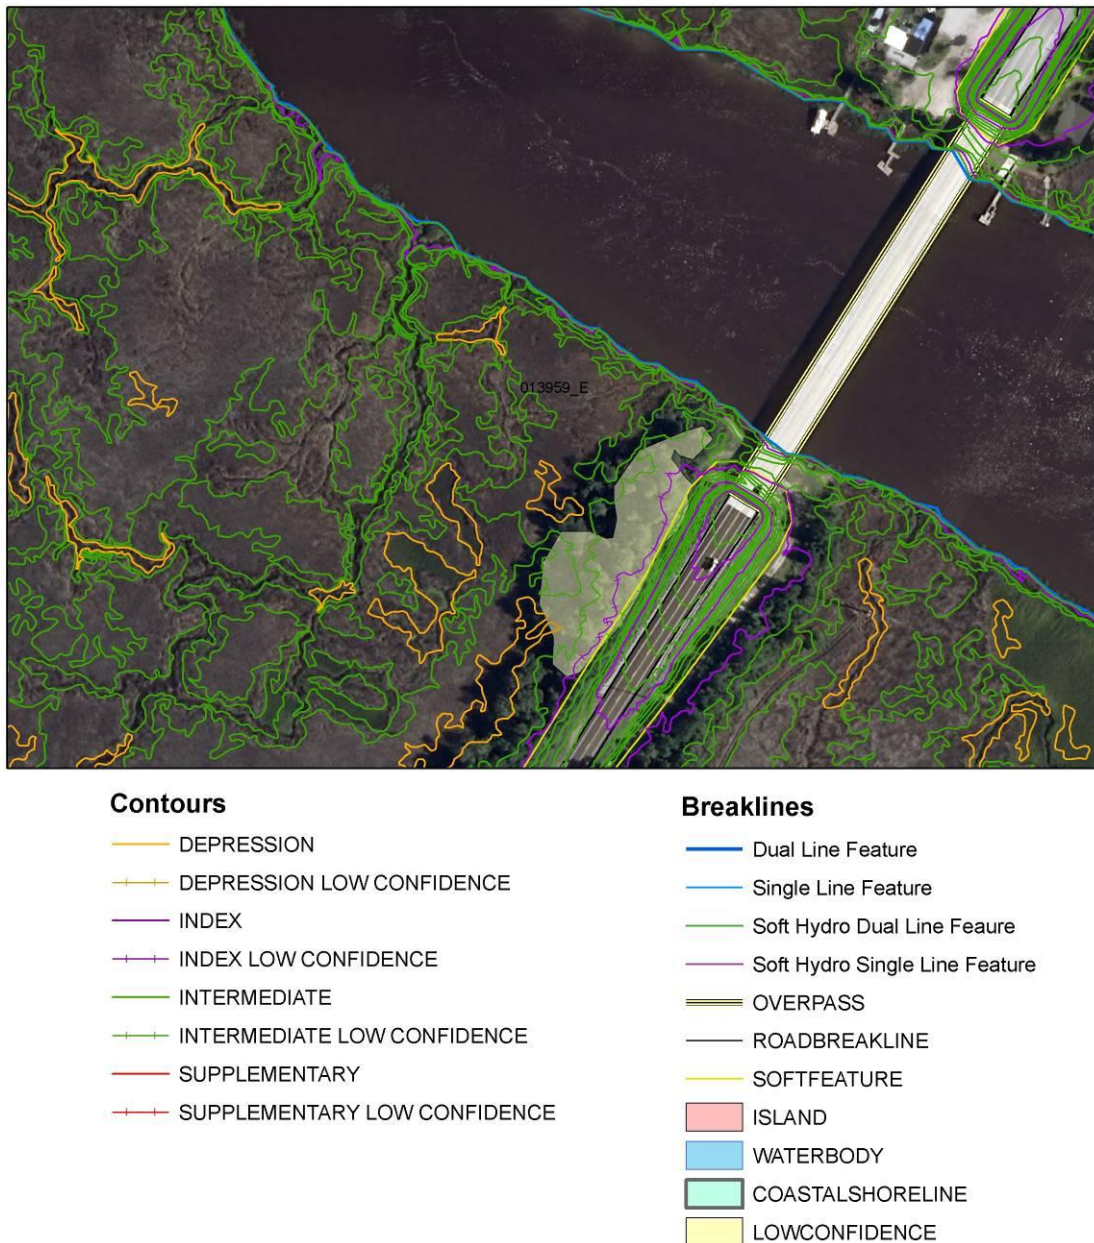 013959_E
Contours
DEPRESSION
DEPRESSION LOW CONFIDENCE
INDEX
INDEX LOW CONFIDENCE
INTERMEDIATE
INTERMEDIATE LOW CONFIDENCE
SUPPLEMENTARY
SUPPLEMENTARY LOW CONFIDENCE
Breaklines
Dual Line Feature
Single Line Feature
Soft Hydro Dual Line Feaure
Soft Hydro Single Line Feature
OVERPASS
ROADBREAKLINE
SOFTFEATURE
ISLAND
WATERBODY
COASTALSHORELINE
LOWCONFIDENCE